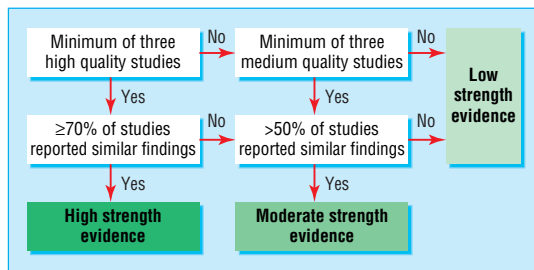 Minimum of three
high quality studies
No
Minimum of three
medium quality studies
No
Low
strength
evidence
Yes
Yes
≥70% of studies
reported similar findings
No
>50% of studies
reported similar findings
No
Yes
Yes
High strength
evidence
Moderate strength
evidence